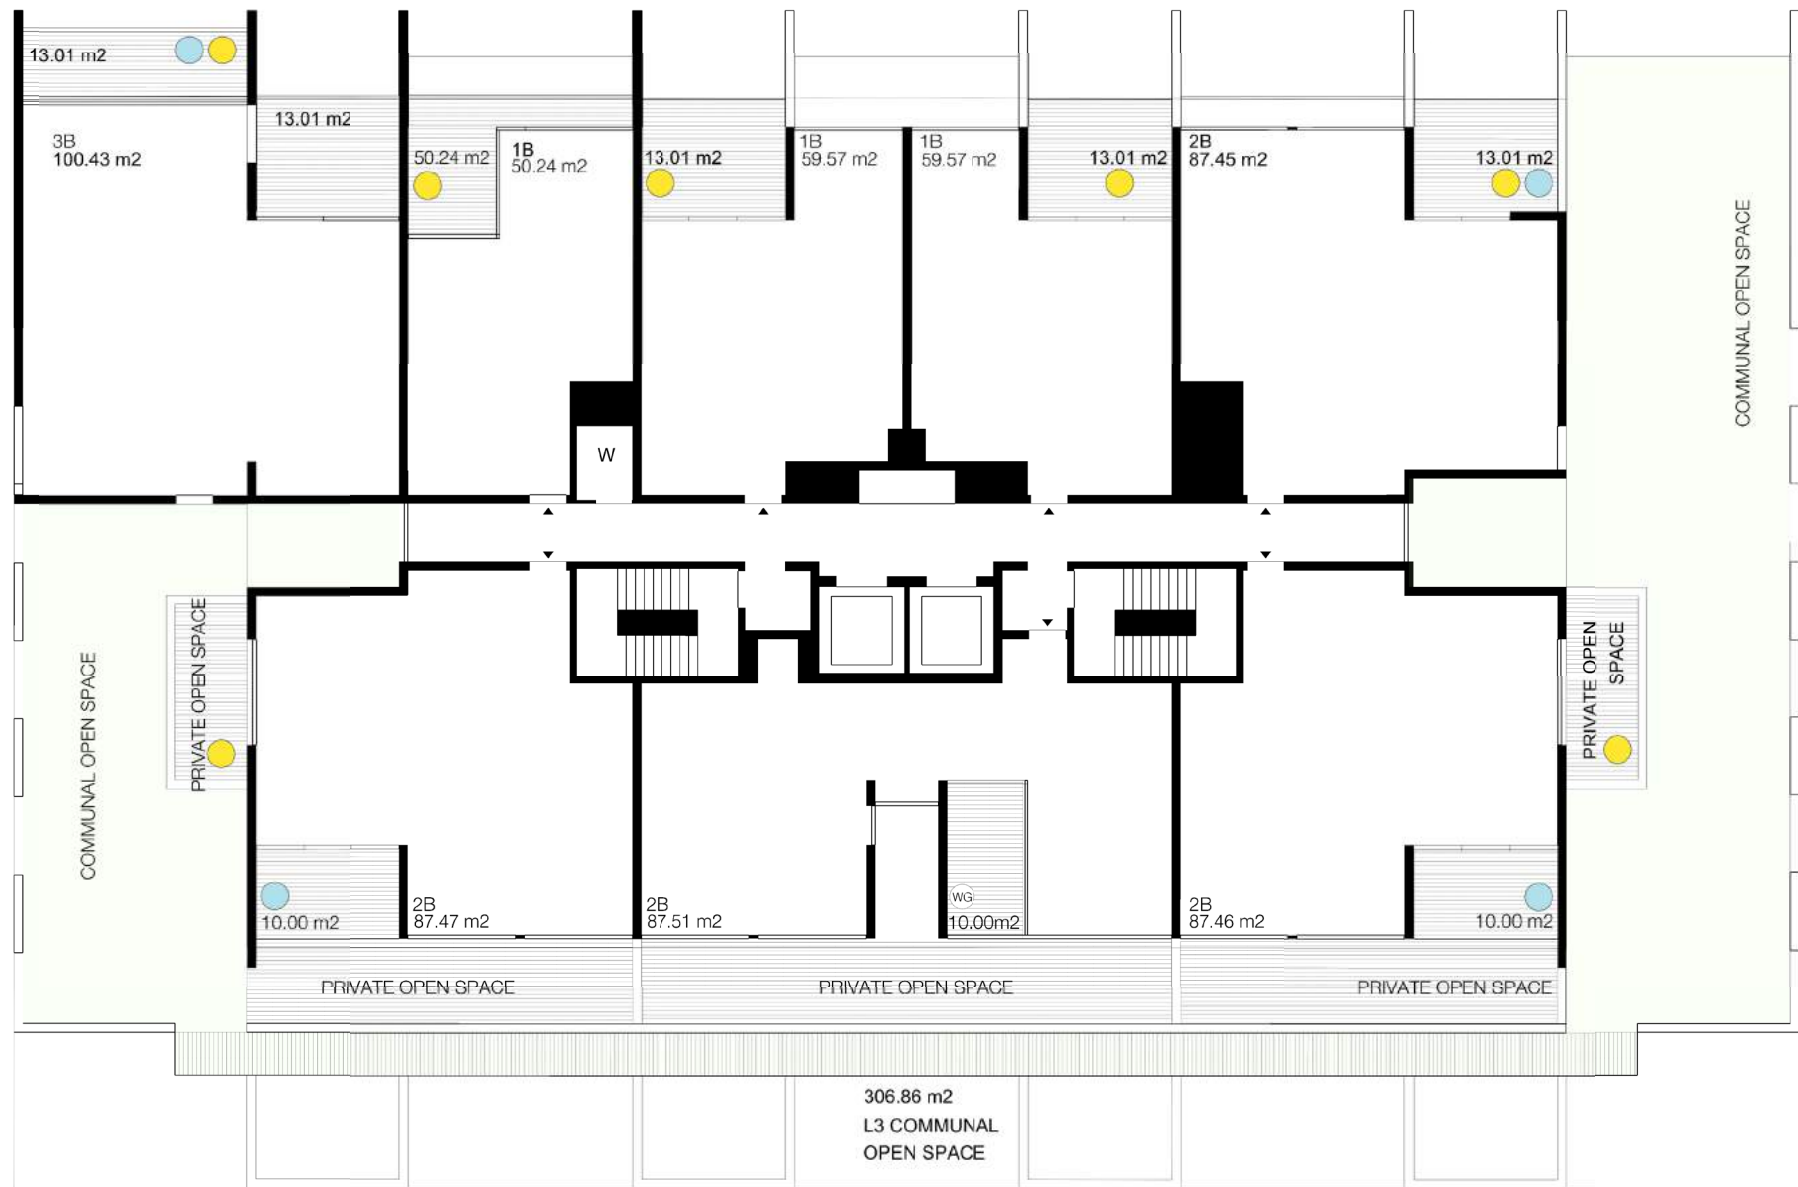 13.01 m2
3B
100.43 m2
13.01 m2
50.24 m2
1B
50.24 m2
13.01 m2
1B
59.57 m2
1B
59.57 m2
13.01 m2
2B
87.45 m2
13.01 m2
COMMUNAL OPEN SPACE
W
COMMUNAL OPEN SPACE
PRIVATE OPEN SPACE
PRIVATE OPEN
SPACE
10.00 m2
2B
87.47 m2
2B
87.51 m2
WG
10.00m2
2B
87.46 m2
10.00 m2
PRIVATE OPEN SPACE
PRIVATE OPEN SPACE
PRIVATE OPEN SPACE
306.86 m2
L3 COMMUNAL
OPEN SPACE